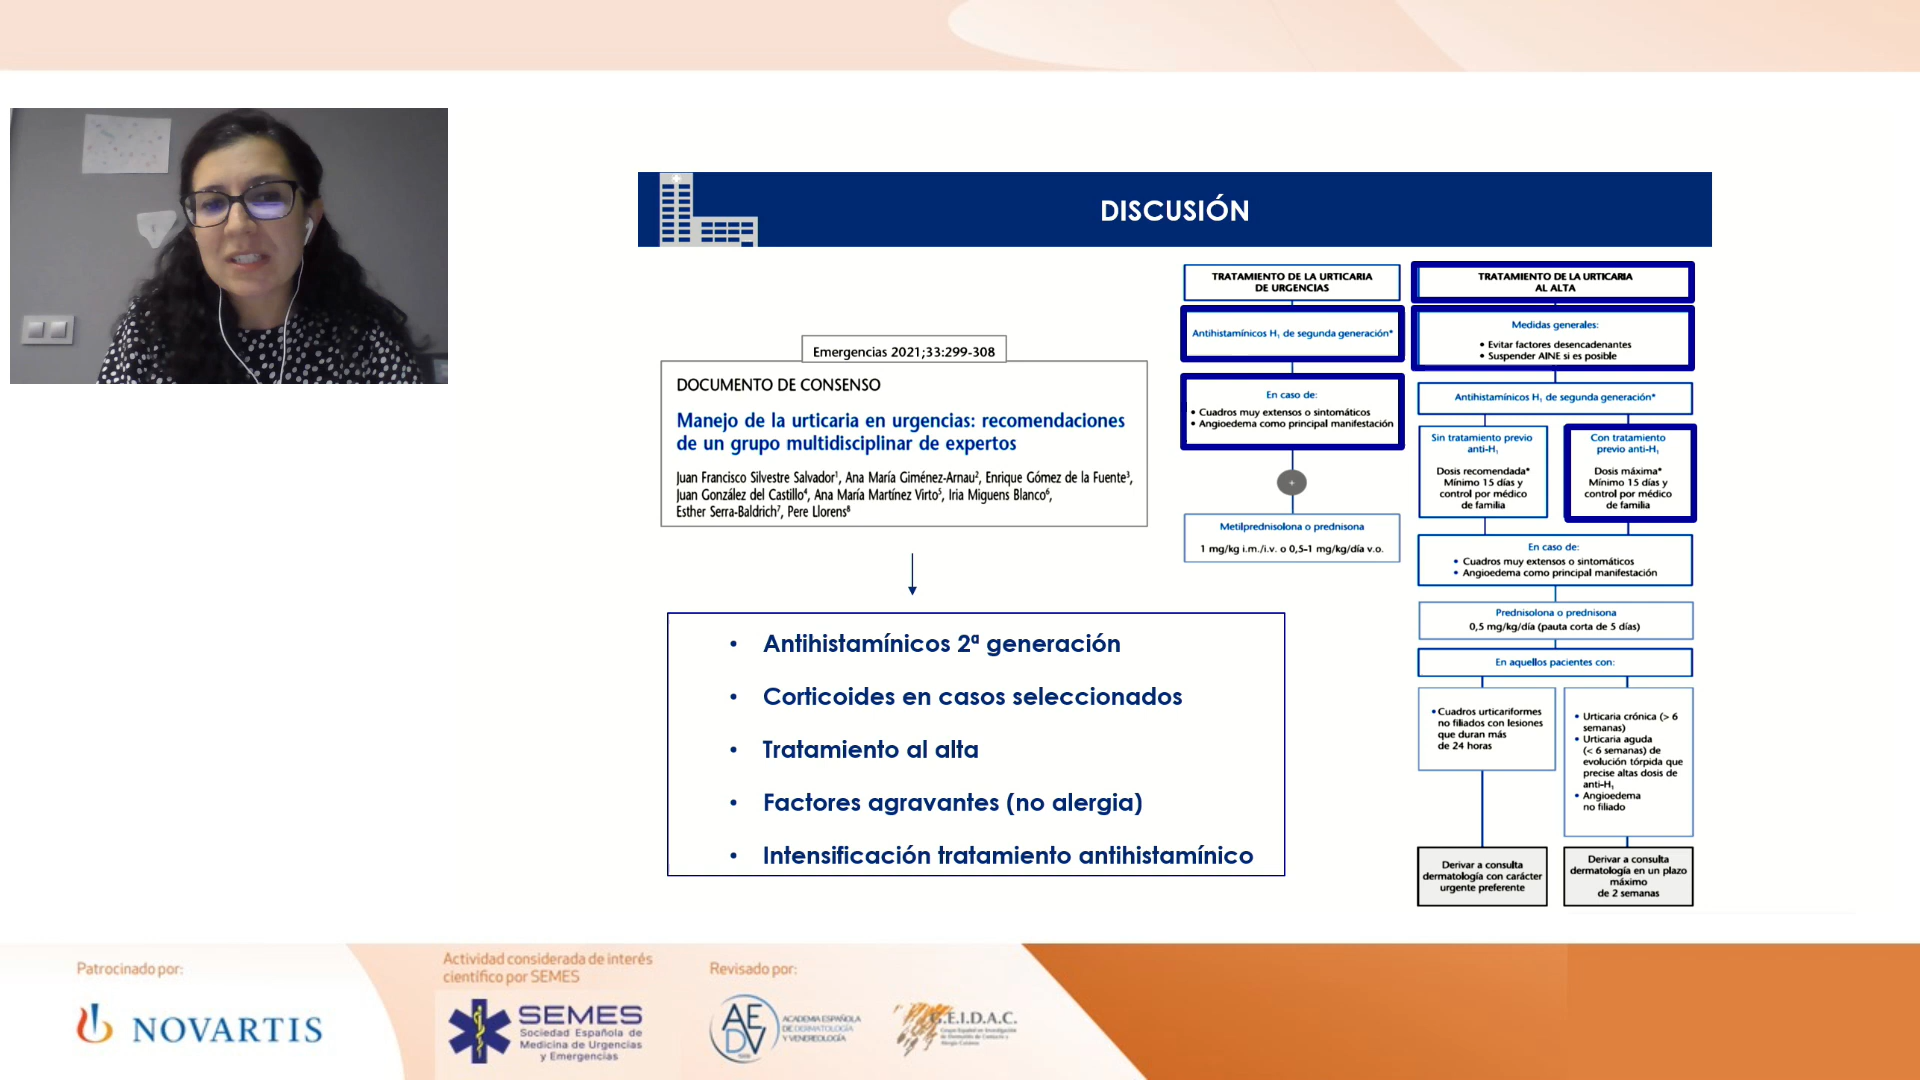 DISCUSIÓN
Emergencias 2021;33:299-308
DOCUMENTO DE CONSENSO
Manejo de la urticaria en urgencias: recomendaciones
de un grupo multidisciplinar de expertos
Juan Francisco Silvestre Salvador¹, Ana María Giménez-Arnau², Enrique Gómez de la Fuente³,
Juan González del Castillo⁴, Ana María Martínez Virto⁵, Iria Miguens Blanco⁶,
Esther Serra-Baldrich⁷, Pere Llorens⁸
• Antihistamínicos 2ª generación
• Corticoides en casos seleccionados
• Tratamiento al alta
• Factores agravantes (no alergia)
• Intensificación tratamiento antihistamínico
TRATAMIENTO DE LA URTICARIA
DE URGENCIAS
Antihistamínicos H₁ de segunda generación*
En caso de:
• Cuadros muy extensos o sintomáticos
• Angioedema como principal manifestación
+
Metilprednisolona o prednisona
1 mg/kg i.m./i.v. o 0,5-1 mg/kg/día v.o.
TRATAMIENTO DE LA URTICARIA
AL ALTA
Medidas generales:
• Evitar factores desencadenantes
• Suspender AINE si es posible
Antihistamínicos H₁ de segunda generación*
Sin tratamiento previo
anti-H₁
Dosis recomendada*
Mínimo 15 días y
control por médico
de familia
Con tratamiento
previo anti-H₁
Dosis máxima*
Mínimo 15 días y
control por médico
de familia
En caso de:
• Cuadros muy extensos o sintomáticos
• Angioedema como principal manifestación
Prednisolona o prednisona
0,5 mg/kg/día (pauta corta de 5 días)
En aquellos pacientes con:
• Cuadros urticariformes
no filiados con lesiones
que duran más
de 24 horas
• Urticaria crónica (> 6
semanas)
• Urticaria aguda
(< 6 semanas) de
evolución tórpida que
precise altas dosis de
anti-H₁
• Angioedema
no filiado
Derivar a consulta
dermatología con carácter
urgente preferente
Derivar a consulta
dermatología en un plazo
máximo
de 2 semanas
Patrocinado por:
NOVARTIS
Actividad considerada de interés
científico por SEMES
SEMES
Sociedad Española de
Medicina de Urgencias
y Emergencias
Revisado por:
AEDV
ACADEMIA ESPAÑOLA
DE DERMATOLOGÍA
Y VENEREOLOGÍA
G.E.I.D.A.C.